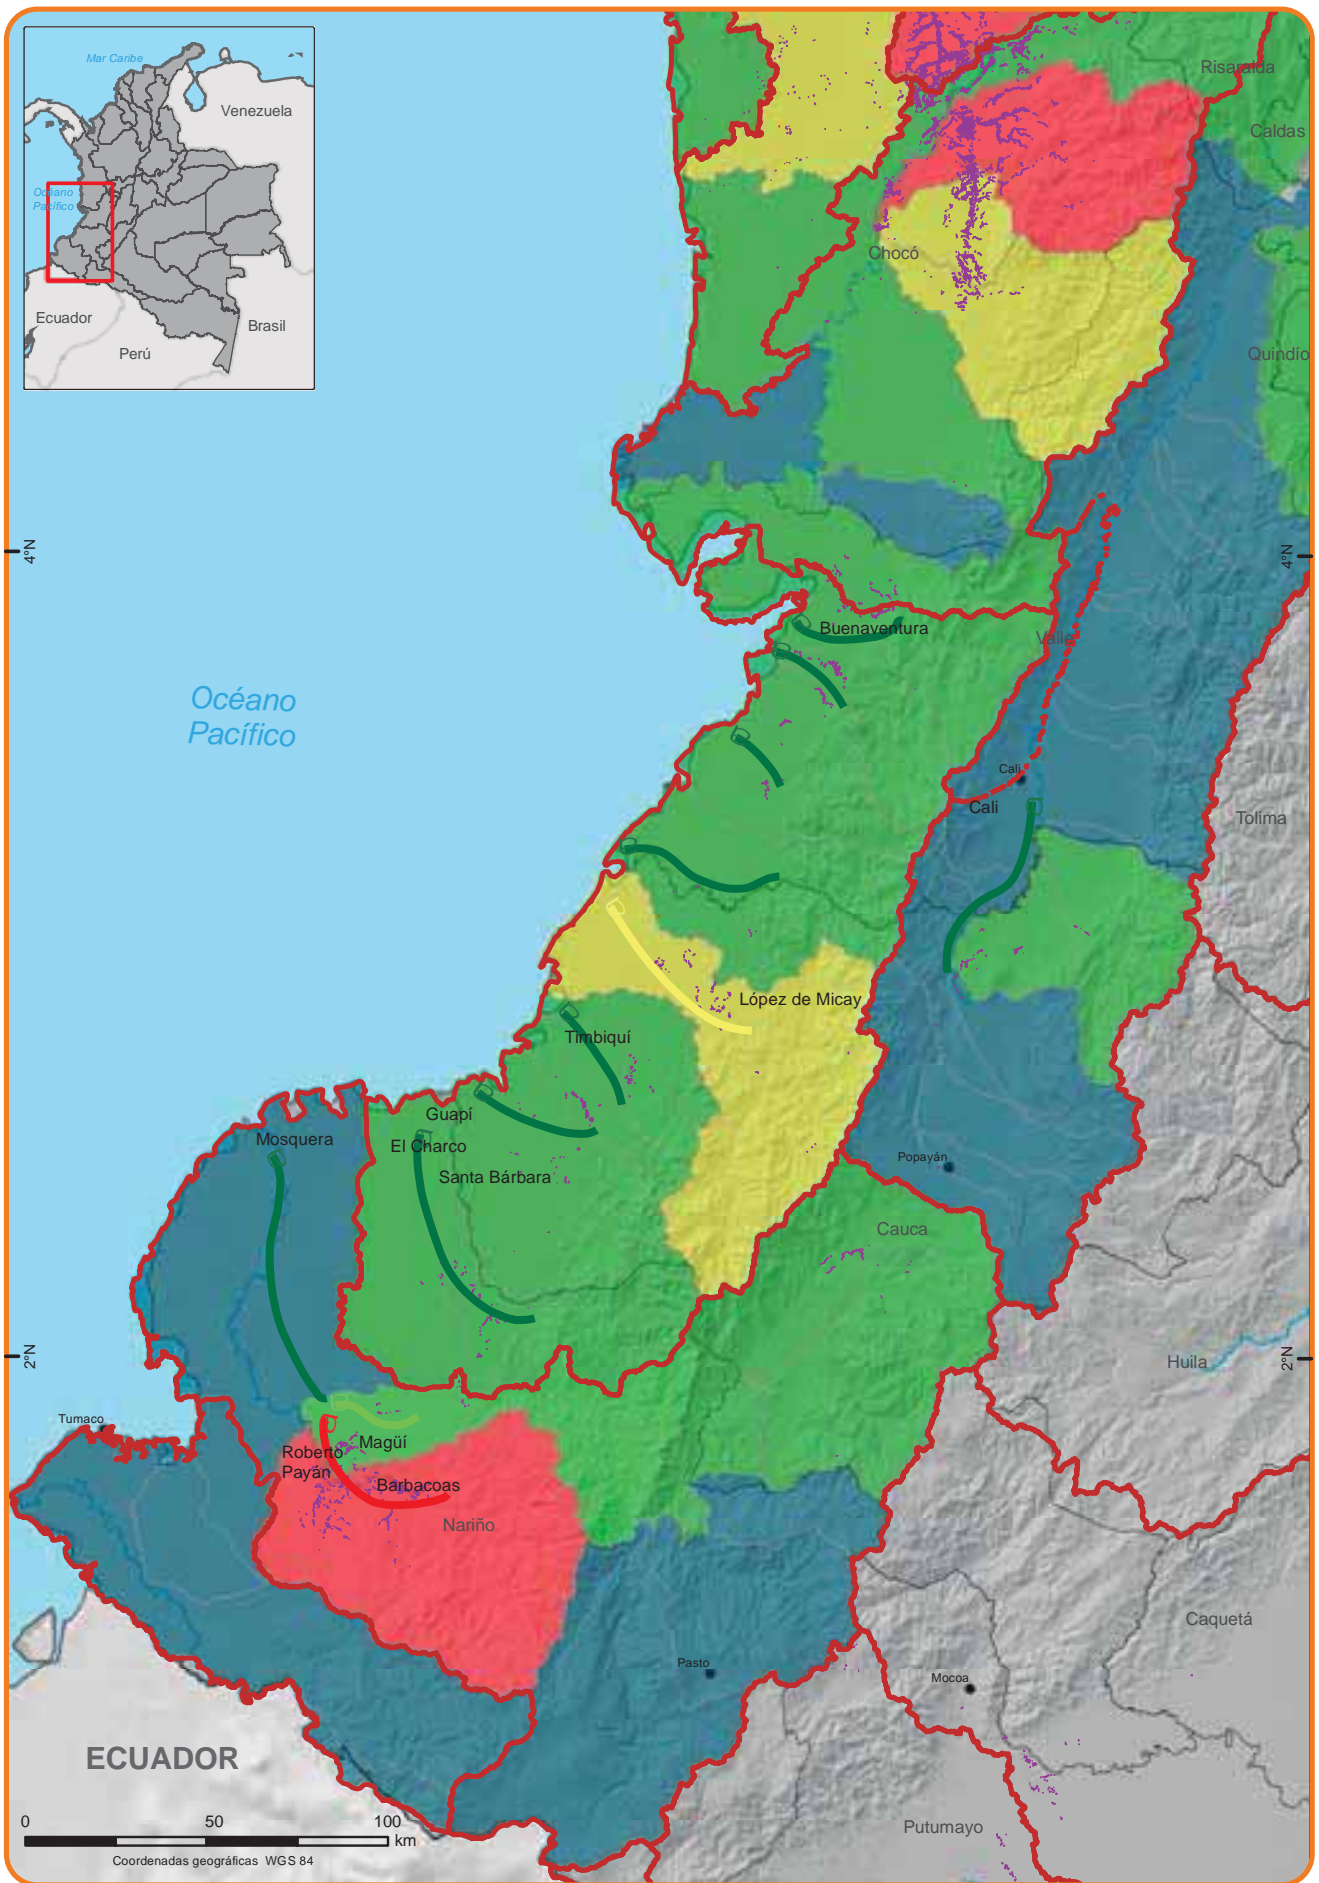 Mar Caribe
Venezuela
Océano
Pacífico
Ecuador
Perú
Brasil
Risaralda
Caldas
Chocó
Quindío
4°N
4°N
Buenaventura
Valle
Océano
Pacífico
Cali
Cali
Tolima
López de Micay
Timbiquí
Guapí
El Charco
Mosquera
Santa Bárbara
Popayán
Cauca
2°N
2°N
Huila
Tumaco
Magüí
Roberto
Payán
Barbacoas
Nariño
Caquetá
Pasto
Mocoa
ECUADOR
Putumayo
0 50 100
km
Coordenadas geográficas WGS 84